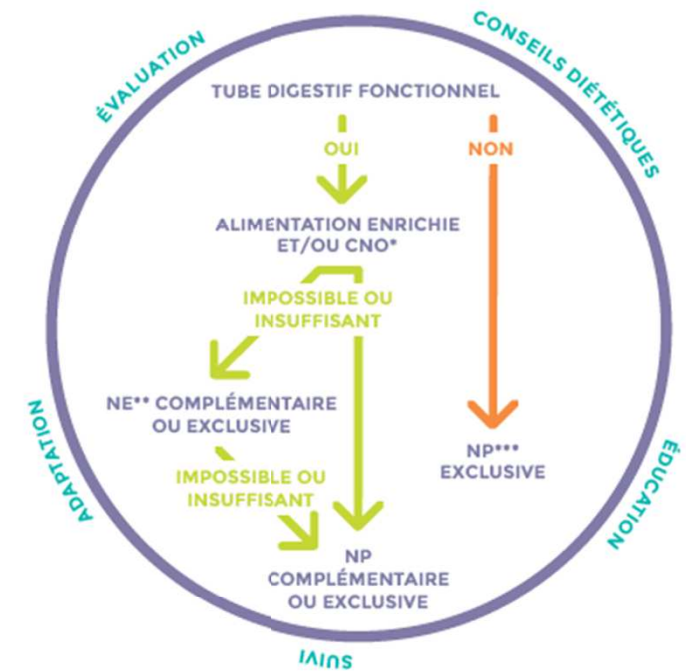 ÉVALUATION
CONSEILS DIÉTÉTIQUES
TUBE DIGESTIF FONCTIONNEL
OUI
NON
ALIMENTATION ENRICHIE
ET/OU CNO*
IMPOSSIBLE OU
INSUFFISANT
NE** COMPLÉMENTAIRE
OU EXCLUSIVE
IMPOSSIBLE OU
INSUFFISANT
NP***
EXCLUSIVE
NP
COMPLÉMENTAIRE
OU EXCLUSIVE
ADAPTATION
ÉDUCATION
SUIVI